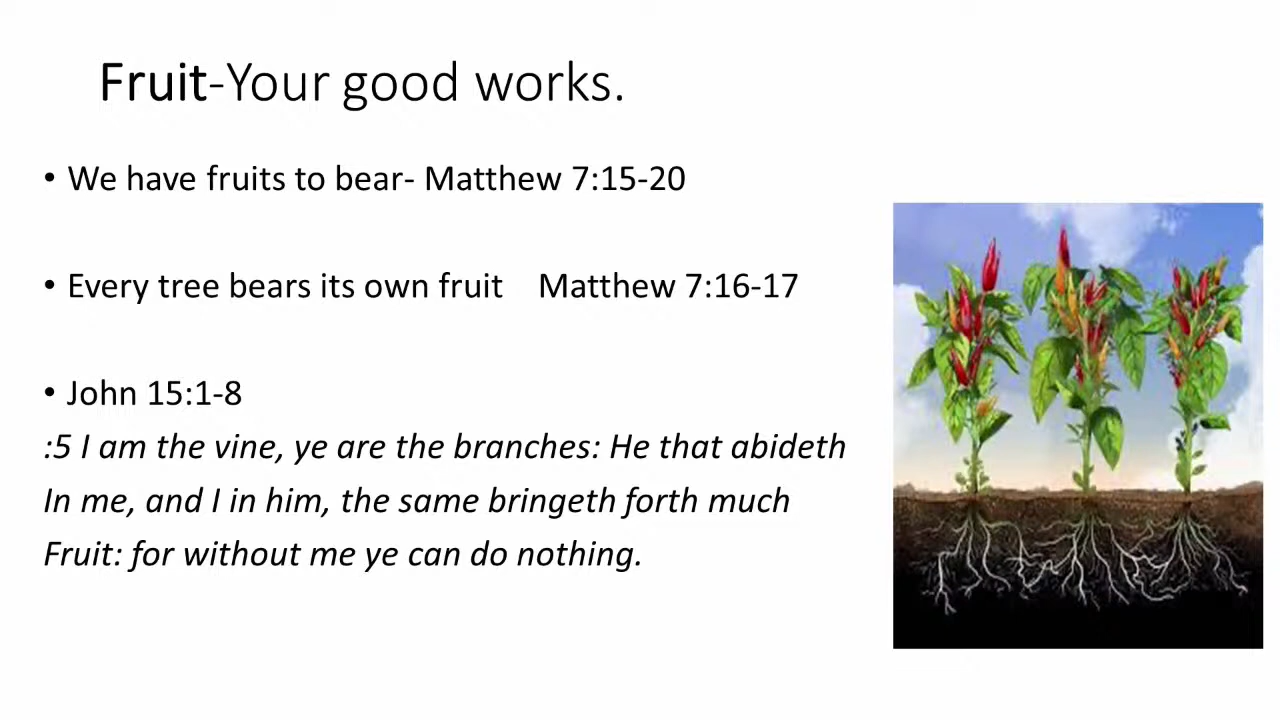 Fruit-Your good works.
• We have fruits to bear- Matthew 7:15-20
• Every tree bears its own fruit    Matthew 7:16-17
• John 15:1-8
:5 I am the vine, ye are the branches: He that abideth
In me, and I in him, the same bringeth forth much
Fruit: for without me ye can do nothing.